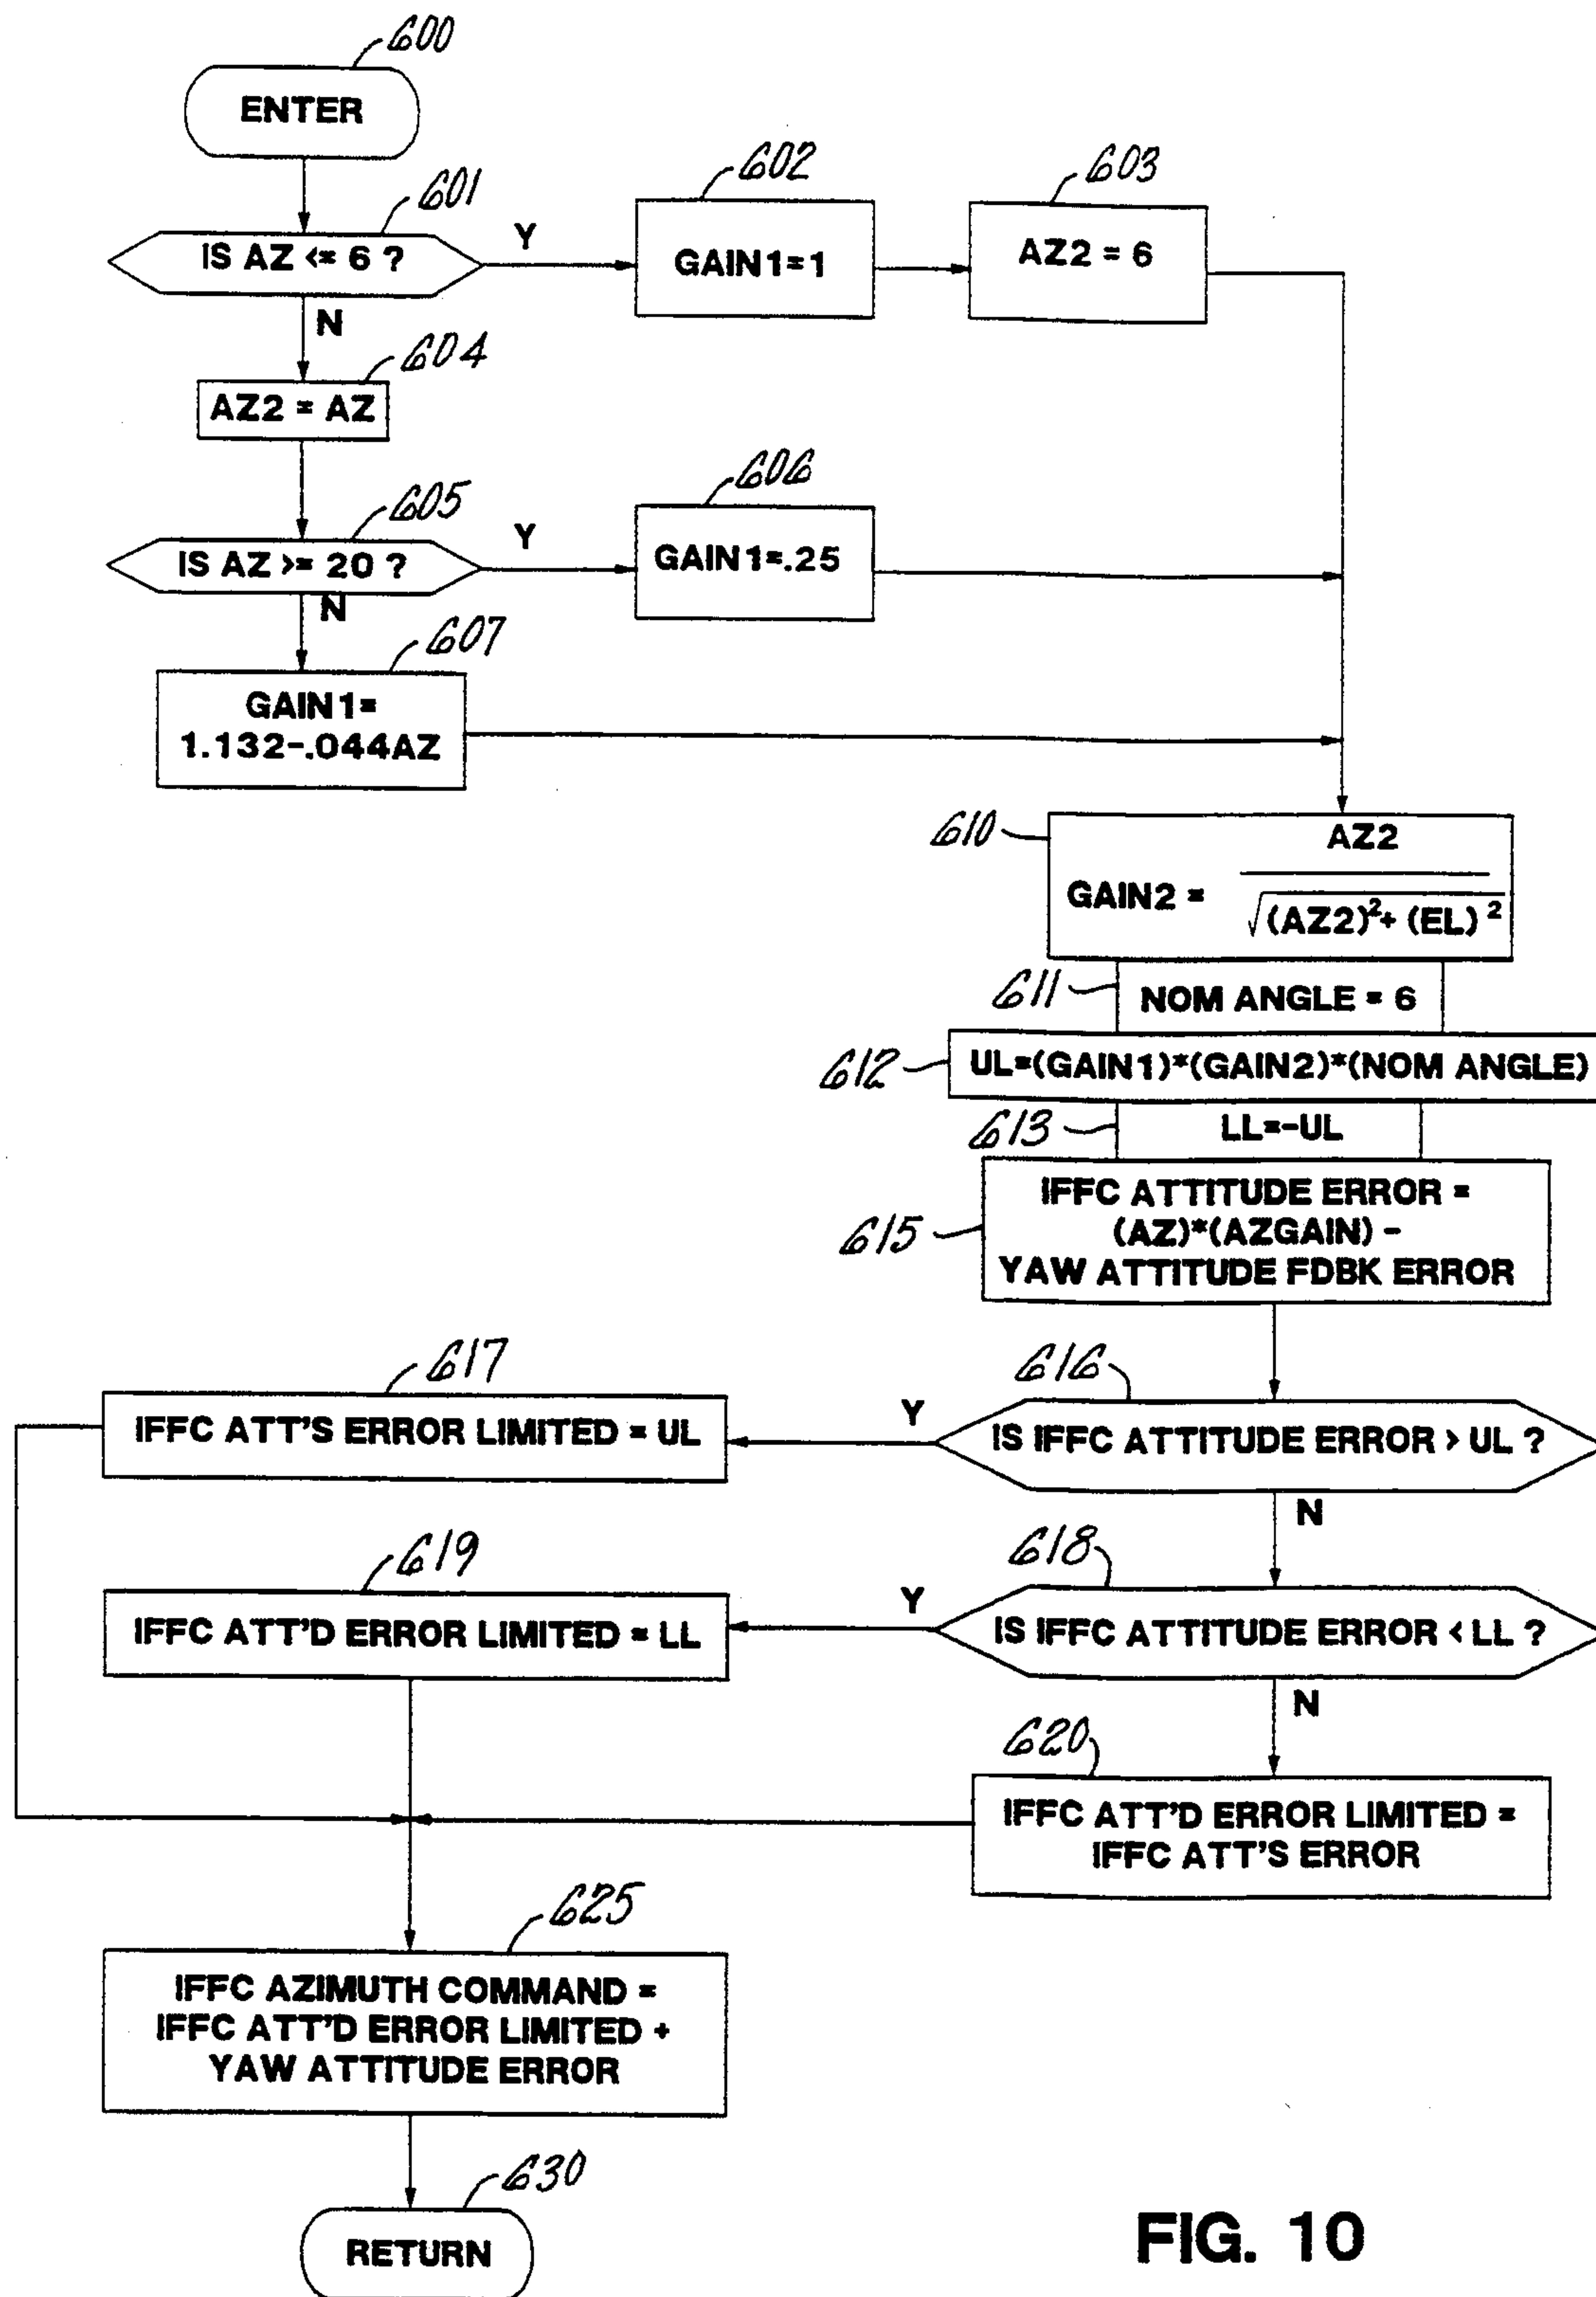 600
ENTER
601
IS AZ <= 6 ?
Y
602
GAIN1=1
603
AZ2 = 6
N
604
AZ2 = AZ
605
IS AZ >= 20 ?
Y
606
GAIN1=.25
N
607
GAIN1=
1.132-.044AZ
610
AZ2
GAIN2 =
√(AZ2)²+ (EL)²
611
NOM ANGLE = 6
612
UL=(GAIN1)*(GAIN2)*(NOM ANGLE)
613
LL=-UL
615
IFFC ATTITUDE ERROR =
(AZ)*(AZGAIN) -
YAW ATTITUDE FDBK ERROR
616
IS IFFC ATTITUDE ERROR > UL ?
Y
617
IFFC ATT'S ERROR LIMITED = UL
N
618
IS IFFC ATTITUDE ERROR < LL ?
Y
619
IFFC ATT'D ERROR LIMITED = LL
N
620
IFFC ATT'D ERROR LIMITED =
IFFC ATT'S ERROR
625
IFFC AZIMUTH COMMAND =
IFFC ATT'D ERROR LIMITED +
YAW ATTITUDE ERROR
630
RETURN
FIG. 10